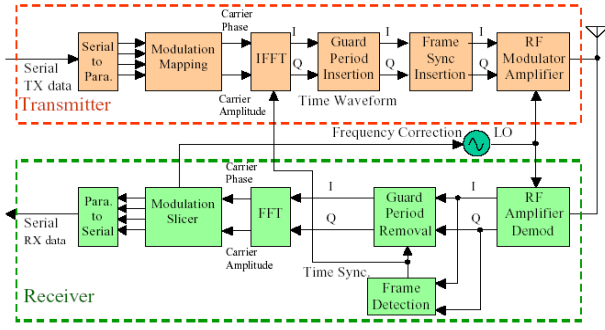 Carrier
Phase
Serial
to
Para.
Modulation
Mapping
IFFT
I
Q
Guard
Period
Insertion
I
Q
Frame
Sync
Insertion
I
Q
RF
Modulator
Amplifier
Serial
TX data
Transmitter
Carrier
Amplitude
Time Waveform
Frequency Correction
LO
Carrier
Phase
Para.
to
Serial
Modulation
Slicer
FFT
I
Q
Guard
Period
Removal
I
Q
RF
Amplifier
Demod
Serial
RX data
Carrier
Amplitude
Time Sync.
Frame
Detection
Receiver